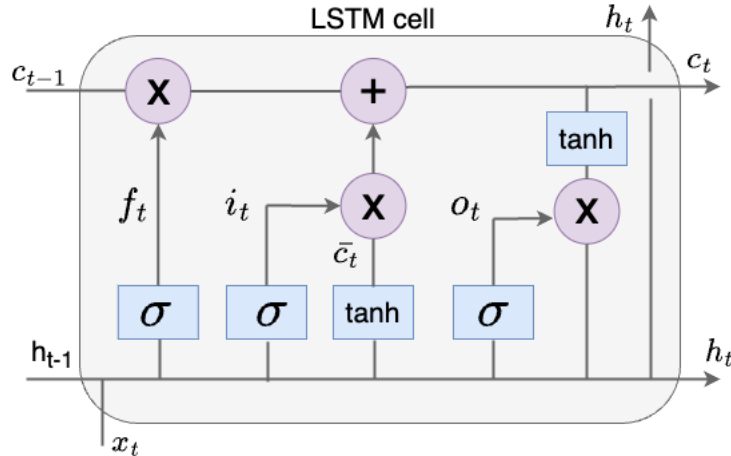 LSTM cell
h_t
c_{t-1}
c_t
x
+
tanh
f_t
i_t
x
o_t
x
c̄_t
σ
σ
tanh
σ
h_{t-1}
h_t
x_t